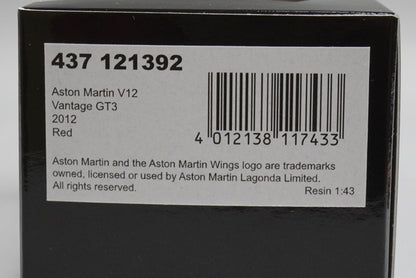 437 121392
Aston Martin V12
Vantage GT3
2012
Red
4 012138 117433
Aston Martin and the Aston Martin Wings logo are trademarks
owned, licensed or used by Aston Martin Lagonda Limited.
All rights reserved.
Resin 1:43